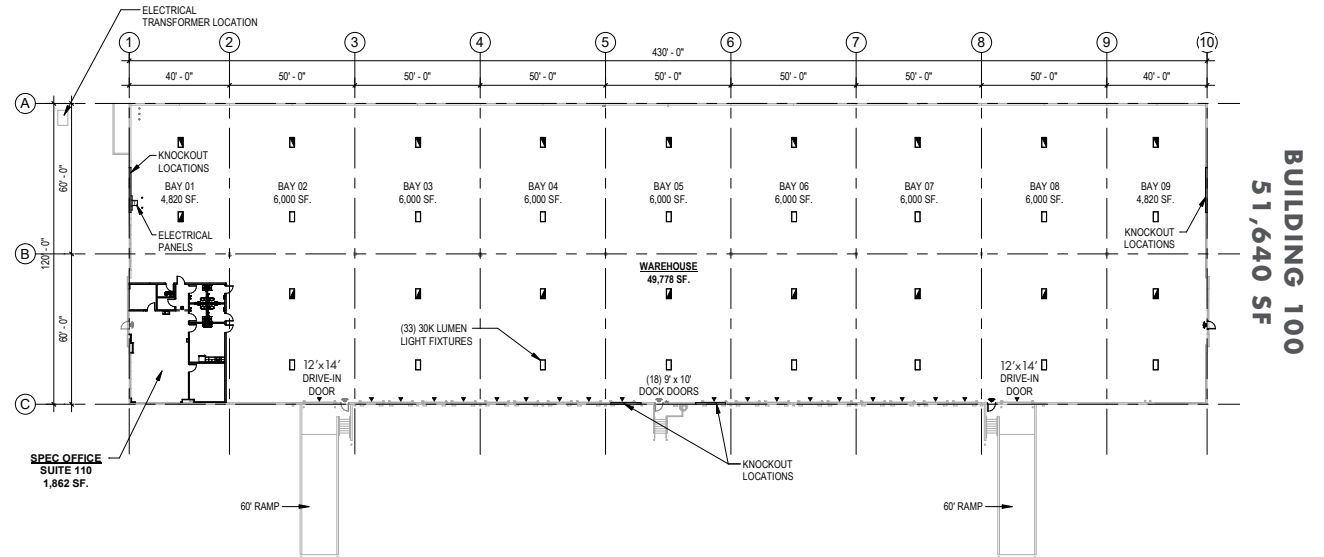 ELECTRICAL
TRANSFORMER LOCATION
1
2
3
4
5
6
7
8
9
10
430' - 0"
40' - 0"
50' - 0"
50' - 0"
50' - 0"
50' - 0"
50' - 0"
50' - 0"
50' - 0"
40' - 0"
A
KNOCKOUT
LOCATIONS
60' - 0"
BAY 01
4,820 SF.
BAY 02
6,000 SF.
BAY 03
6,000 SF.
BAY 04
6,000 SF.
BAY 05
6,000 SF.
BAY 06
6,000 SF.
BAY 07
6,000 SF.
BAY 08
6,000 SF.
BAY 09
4,820 SF.
ELECTRICAL
PANELS
KNOCKOUT
LOCATIONS
B
120' - 0"
WAREHOUSE
49,778 SF.
60' - 0"
(33) 30K LUMEN
LIGHT FIXTURES
12'x14'
DRIVE-IN
DOOR
(18) 9' x 10'
DOCK DOORS
12'x14'
DRIVE-IN
DOOR
C
SPEC OFFICE
SUITE 110
1,862 SF.
KNOCKOUT
LOCATIONS
60' RAMP
60' RAMP
BUILDING 100
51,640 SF